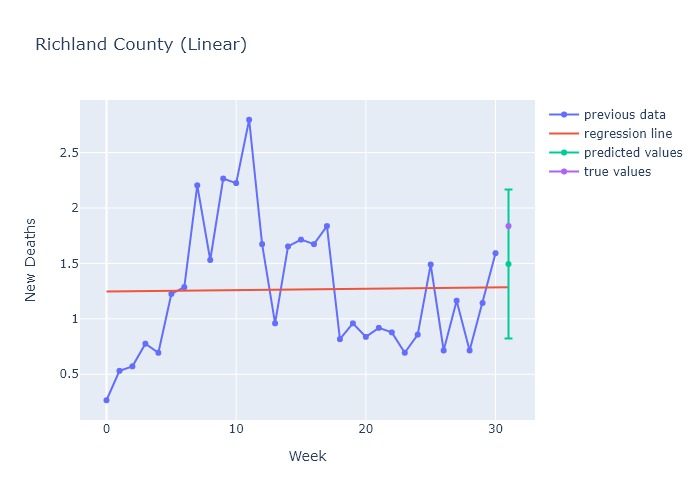 Richland County (Linear)
previous data
regression line
predicted values
true values
New Deaths
2.5
2
1.5
1
0.5
0
10
20
30
Week